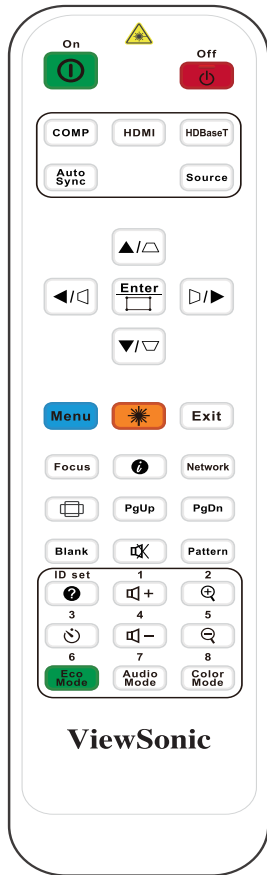 On
Off
COMP HDMI HDBaseT
Auto
Sync
Source
Enter
Menu Exit
Focus Network
PgUp PgDn
Blank Pattern
ID set 1 2
3 4 5
6 7 8
Eco
Mode
Audio
Mode
Color
Mode
ViewSonic